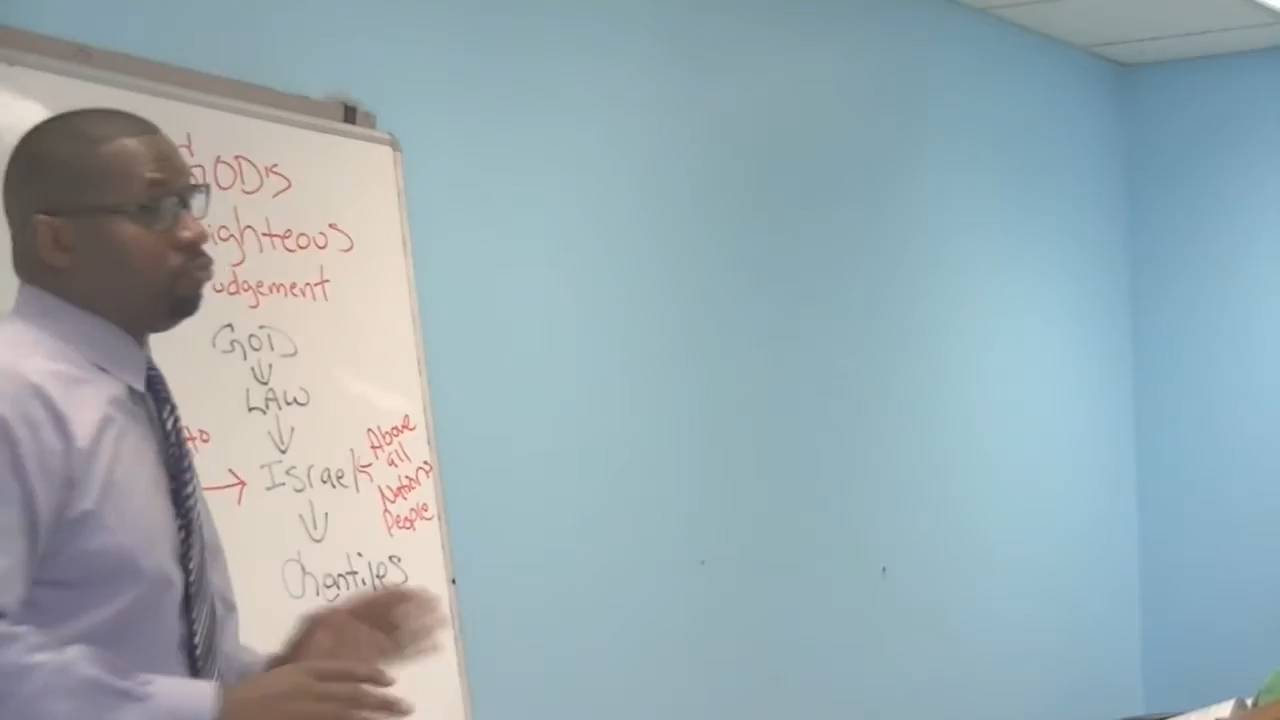 GOD's
ighteous
udgement
GOD
LAW
Israel
Above
all
Nations
People
Gentiles